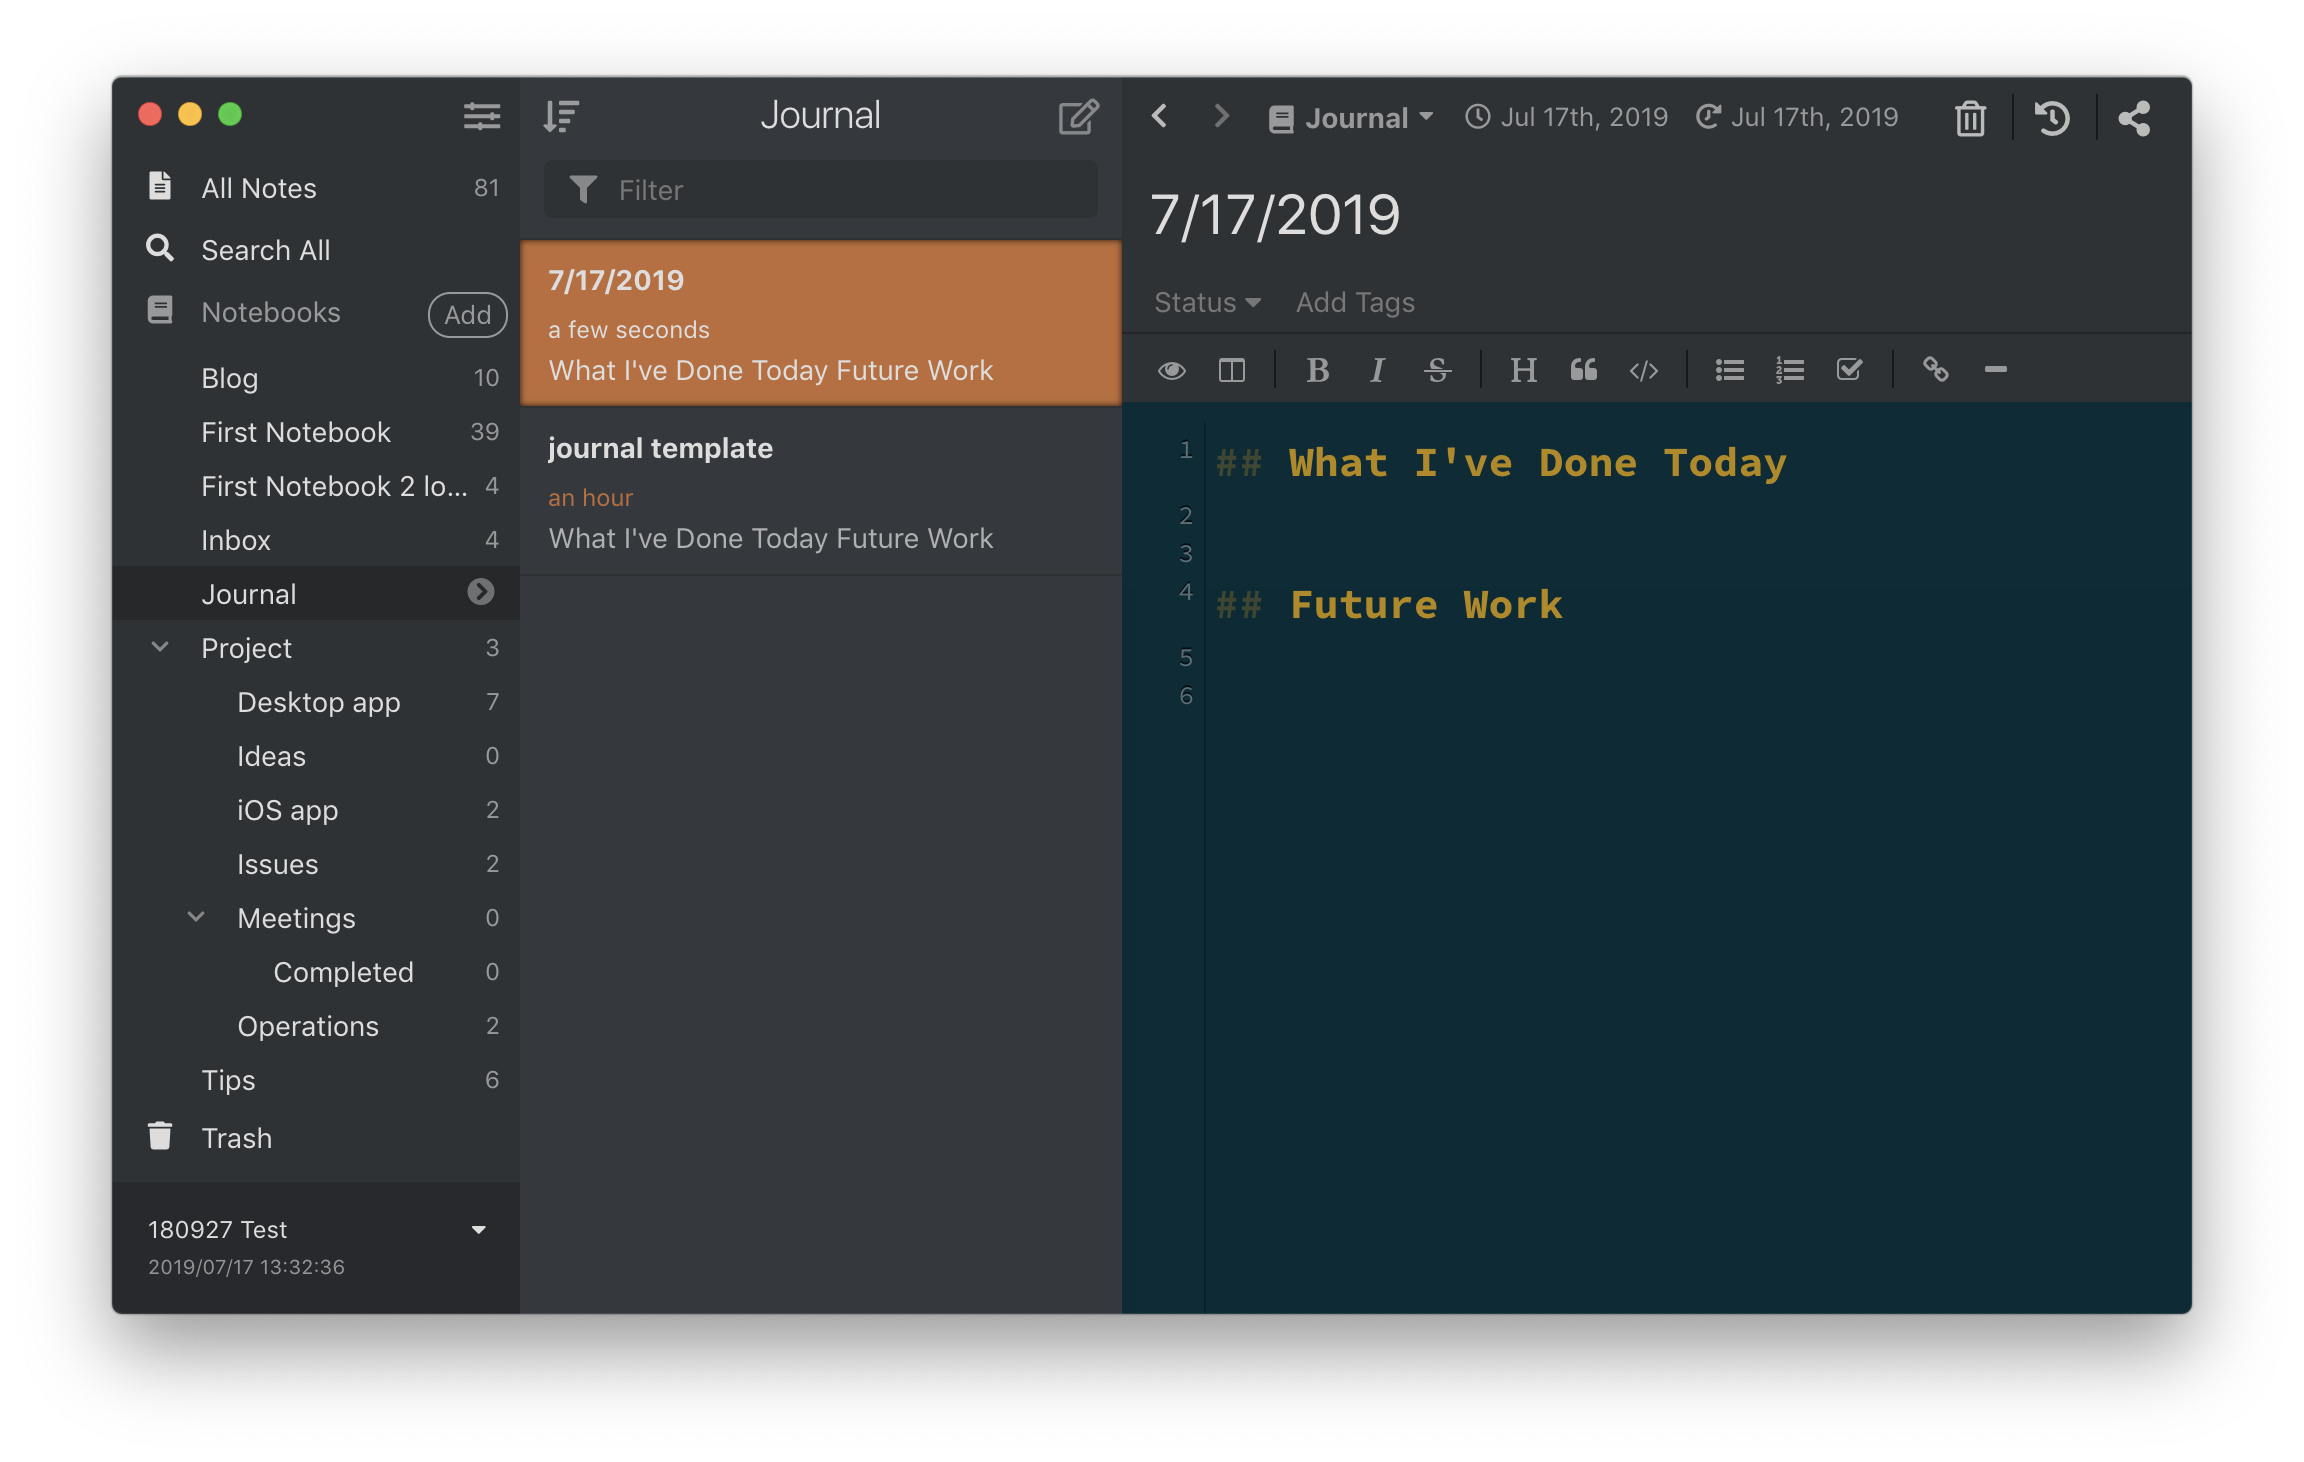 All Notes 81
Search All
Notebooks Add
Blog 10
First Notebook 39
First Notebook 2 lo... 4
Inbox 4
Journal
Project 3
Desktop app 7
Ideas 0
iOS app 2
Issues 2
Meetings 0
Completed 0
Operations 2
Tips 6
Trash
180927 Test
2019/07/17 13:32:36
Journal
Filter
7/17/2019
a few seconds
What I've Done Today Future Work
journal template
an hour
What I've Done Today Future Work
Journal Jul 17th, 2019 Jul 17th, 2019
7/17/2019
Status Add Tags
B I S H </>
1 ## What I've Done Today
2
3
4 ## Future Work
5
6